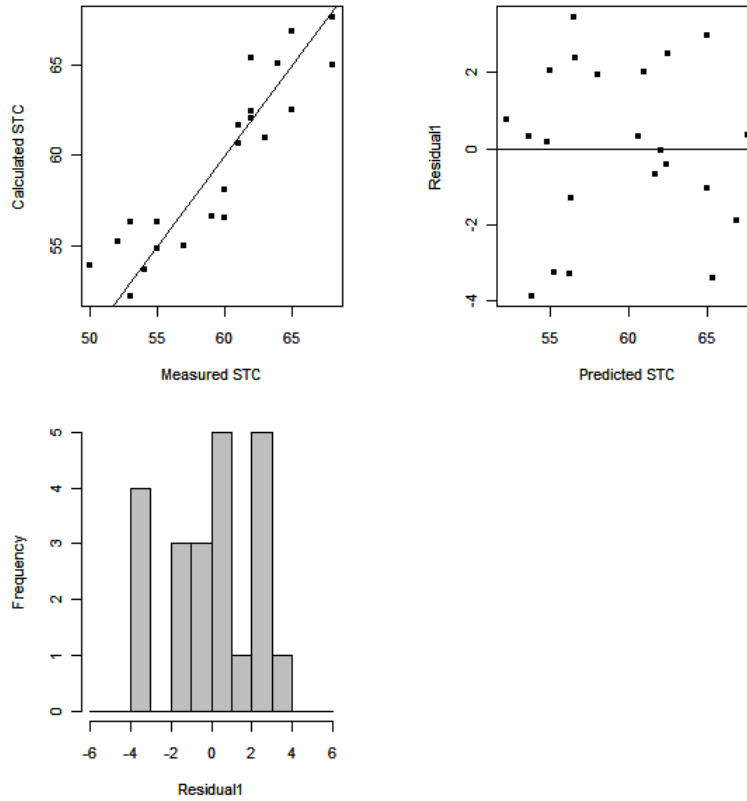 Calculated STC
65
60
55
50 55 60 65
Measured STC
Residual1
2
0
-2
-4
55 60 65
Predicted STC
Frequency
5
4
3
2
1
0
-6 -4 -2 0 2 4 6
Residual1